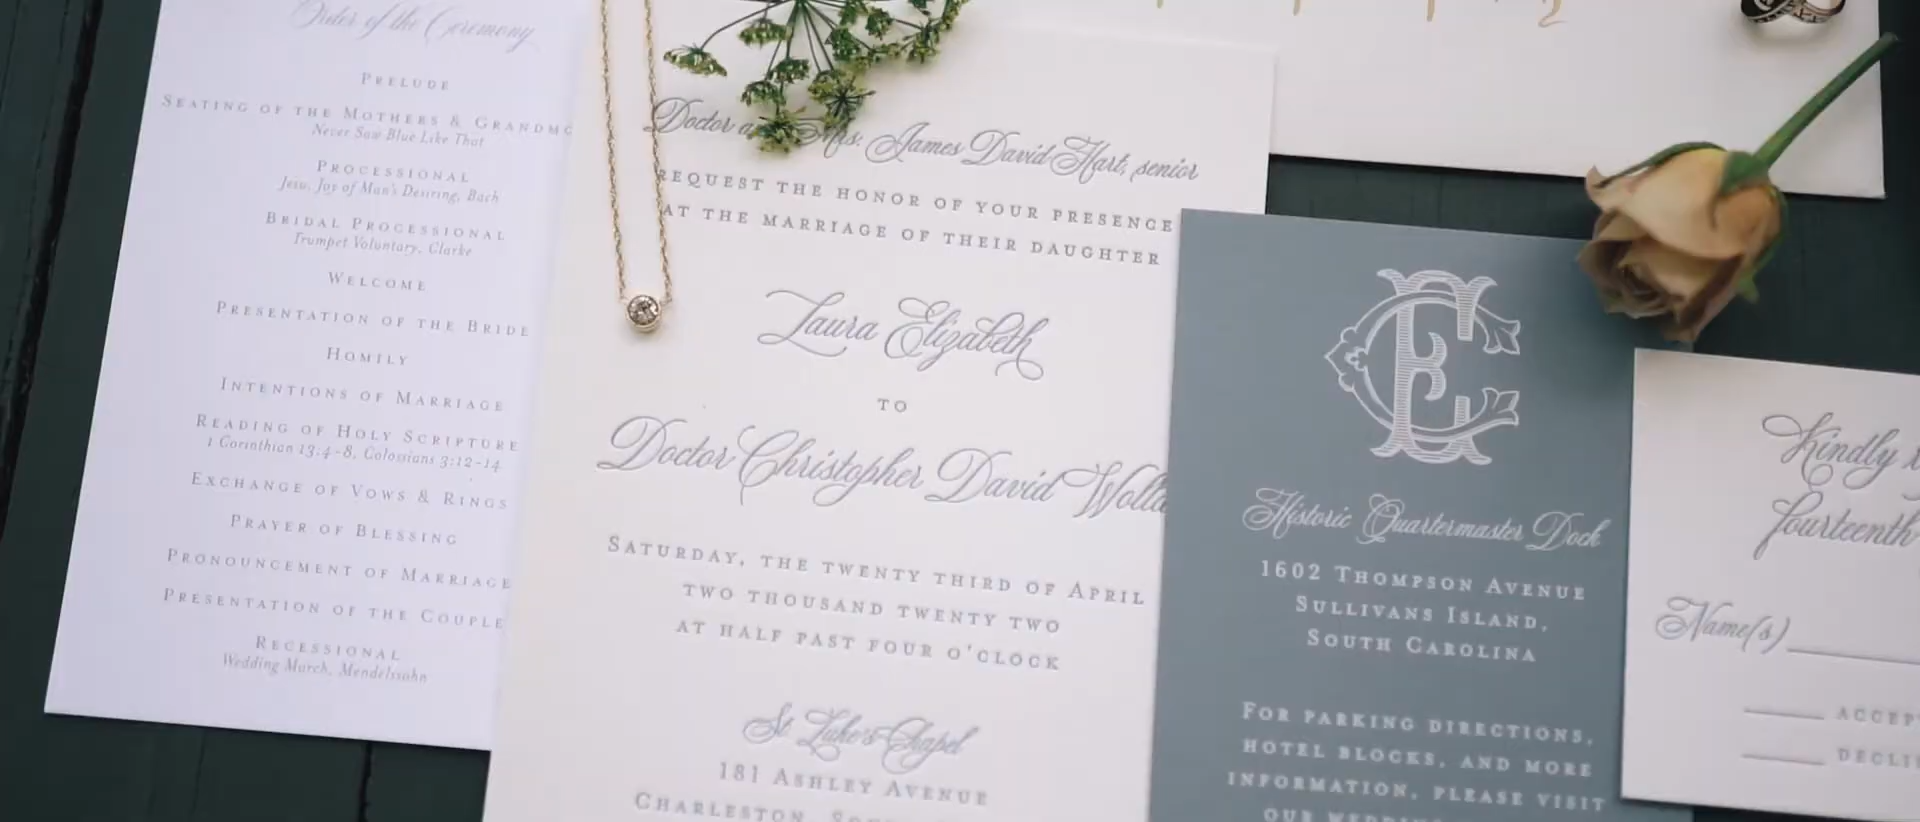 Order of the Ceremony
PRELUDE
SEATING OF THE MOTHERS & GRANDMO
Never Saw Blue Like That
PROCESSIONAL
Jesu, Joy of Man's Desiring, Bach
BRIDAL PROCESSIONAL
Trumpet Voluntary, Clarke
WELCOME
PRESENTATION OF THE BRIDE
HOMILY
INTENTIONS OF MARRIAGE
READING OF HOLY SCRIPTURE
1 Corinthian 13:4-8, Colossians 3:12-14
EXCHANGE OF VOWS & RINGS
PRAYER OF BLESSING
PRONOUNCEMENT OF MARRIAGE
PRESENTATION OF THE COUPLE
RECESSIONAL
Wedding March, Mendelssohn
Doctor a Mrs. James David Hart, senior
REQUEST THE HONOR OF YOUR PRESENCE
AT THE MARRIAGE OF THEIR DAUGHTER
Laura Elizabeth
TO
Doctor Christopher David
SATURDAY, THE TWENTY THIRD OF APRIL
TWO THOUSAND TWENTY TWO
AT HALF PAST FOUR O'CLOCK
St. Luke's Chapel
181 ASHLEY AVENUE
CHARLESTON,
Historic Quartermaster Dock
1602 THOMPSON AVENUE
SULLIVANS ISLAND,
SOUTH CAROLINA
FOR PARKING DIRECTIONS,
HOTEL BLOCKS, AND MORE
INFORMATION, PLEASE VISIT
OUR
Kindly
fourteenth
Name(s)
ACCEP
DECLI